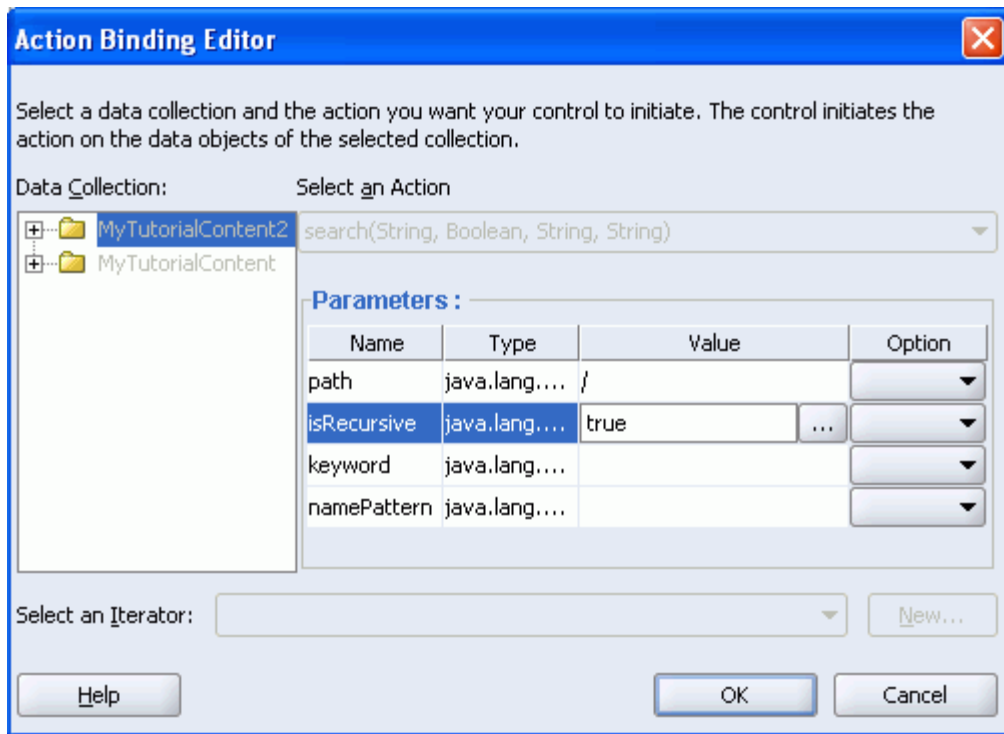 Action Binding Editor
Select a data collection and the action you want your control to initiate. The control initiates the
action on the data objects of the selected collection.
Data Collection:
Select an Action
MyTutorialContent2
MyTutorialContent
search(String, Boolean, String, String)
Parameters :
Name Type Value Option
path java.lang.... /
isRecursive java.lang.... true ...
keyword java.lang....
namePattern java.lang....
Select an Iterator:
New...
Help
OK
Cancel